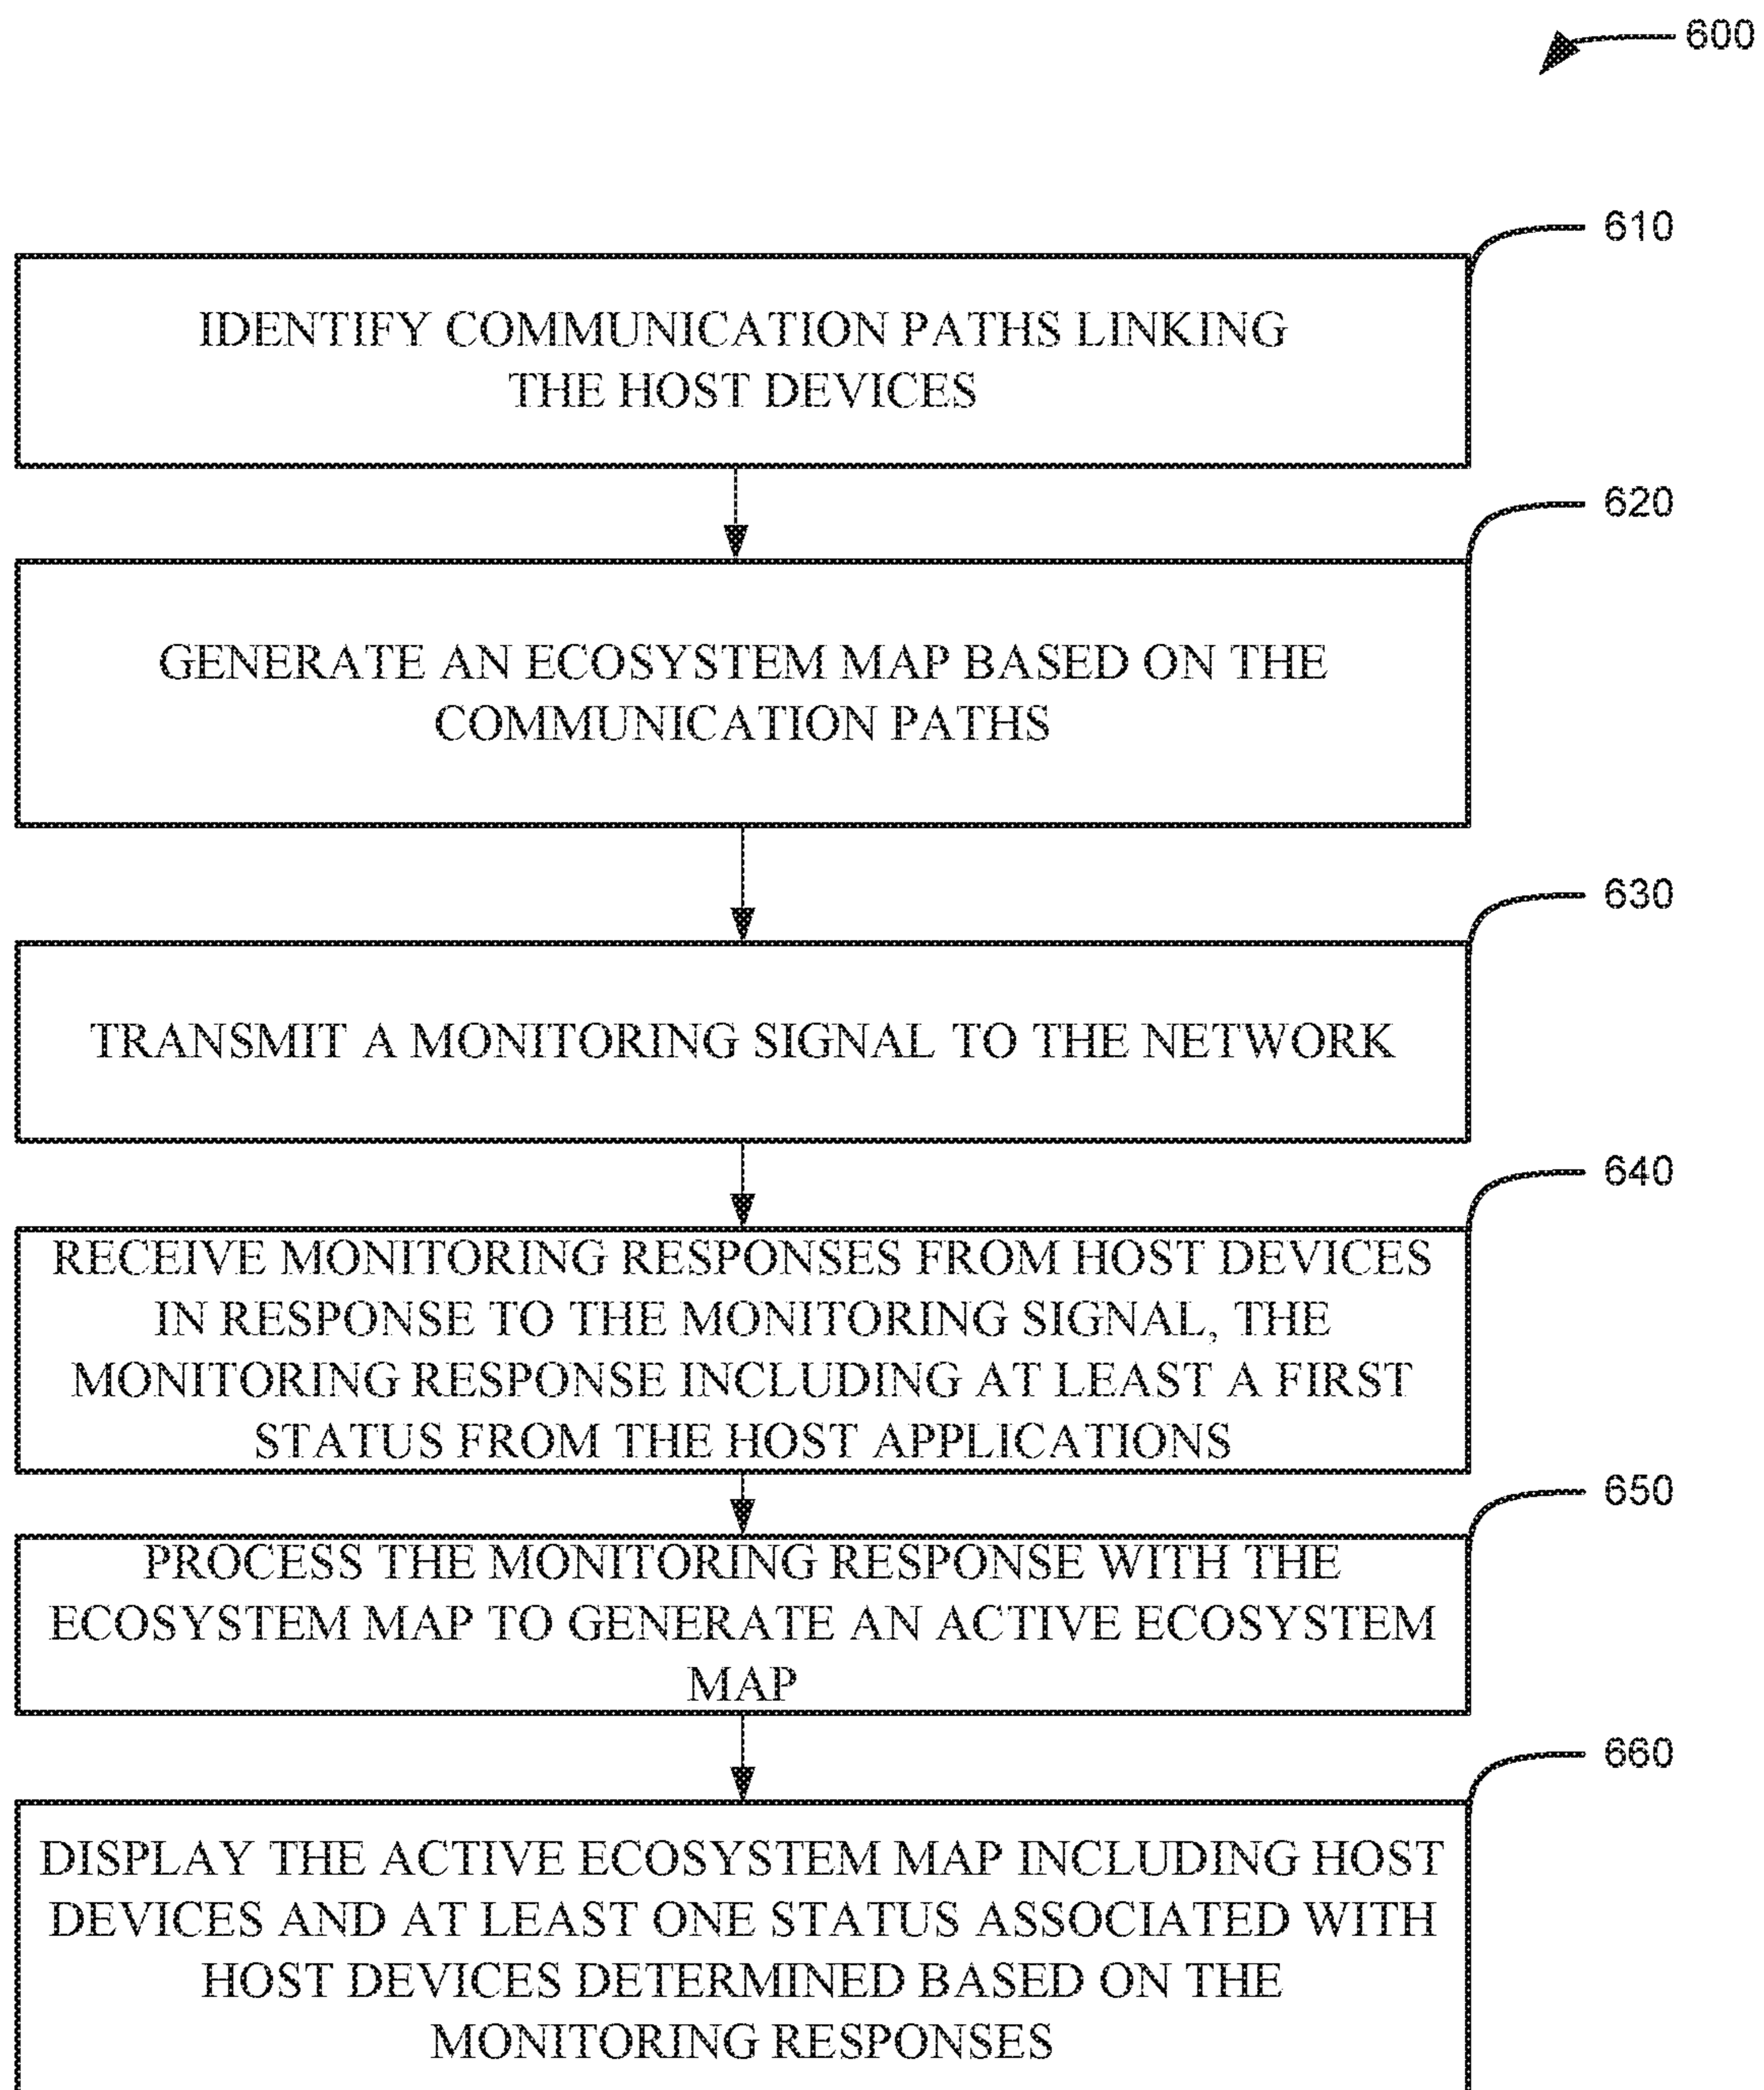 600
610
IDENTIFY COMMUNICATION PATHS LINKING
THE HOST DEVICES
620
GENERATE AN ECOSYSTEM MAP BASED ON THE
COMMUNICATION PATHS
630
TRANSMIT A MONITORING SIGNAL TO THE NETWORK
640
RECEIVE MONITORING RESPONSES FROM HOST DEVICES
IN RESPONSE TO THE MONITORING SIGNAL, THE
MONITORING RESPONSE INCLUDING AT LEAST A FIRST
STATUS FROM THE HOST APPLICATIONS
650
PROCESS THE MONITORING RESPONSE WITH THE
ECOSYSTEM MAP TO GENERATE AN ACTIVE ECOSYSTEM
MAP
660
DISPLAY THE ACTIVE ECOSYSTEM MAP INCLUDING HOST
DEVICES AND AT LEAST ONE STATUS ASSOCIATED WITH
HOST DEVICES DETERMINED BASED ON THE
MONITORING RESPONSES